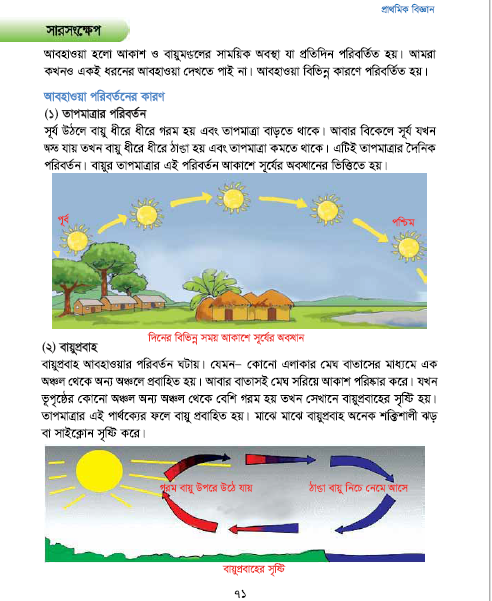 প্রাথমিক বিজ্ঞান
সারসংক্ষেপ
আবহাওয়া হলো আকাশ ও বায়ুমণ্ডলের সাময়িক অবস্থা যা প্রতিদিন পরিবর্তিত হয়। আমরা
কখনও একই ধরনের আবহাওয়া দেখতে পাই না। আবহাওয়া বিভিন্ন কারণে পরিবর্তিত হয়।
আবহাওয়া পরিবর্তনের কারণ
(১) তাপমাত্রার পরিবর্তন
সূর্য উঠলে বায়ু ধীরে ধীরে গরম হয় এবং তাপমাত্রা বাড়তে থাকে। আবার বিকেলে সূর্য যখন
অস্ত যায় তখন বায়ু ধীরে ধীরে ঠাণ্ডা হয় এবং তাপমাত্রা কমতে থাকে। এটিই তাপমাত্রার দৈনিক
পরিবর্তন। বায়ুর তাপমাত্রার এই পরিবর্তন আকাশে সূর্যের অবস্থানের ভিত্তিতে হয়।
পূর্ব
পশ্চিম
দিনের বিভিন্ন সময় আকাশে সূর্যের অবস্থান
(২) বায়ুপ্রবাহ
বায়ুপ্রবাহ আবহাওয়ার পরিবর্তন ঘটায়। যেমন– কোনো এলাকার মেঘ বাতাসের মাধ্যমে এক
অঞ্চল থেকে অন্য অঞ্চলে প্রবাহিত হয়। আবার বাতাসই মেঘ সরিয়ে আকাশ পরিষ্কার করে। যখন
ভূপৃষ্ঠের কোনো অঞ্চল অন্য অঞ্চল থেকে বেশি গরম হয় তখন সেখানে বায়ুপ্রবাহের সৃষ্টি হয়।
তাপমাত্রার এই পার্থক্যের ফলে বায়ু প্রবাহিত হয়। মাঝে মাঝে বায়ুপ্রবাহ অনেক শক্তিশালী ঝড়
বা সাইক্লোন সৃষ্টি করে।
গরম বায়ু উপরে উঠে যায়
ঠাণ্ডা বায়ু নিচে নেমে আসে
বায়ুপ্রবাহের সৃষ্টি
৭১